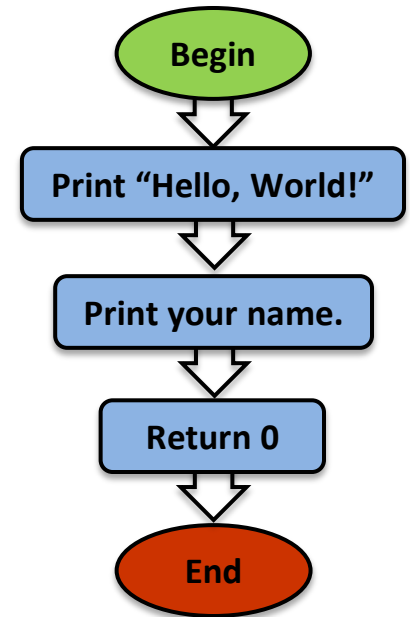 Begin
Print “Hello, World!”
Print your name.
Return 0
End